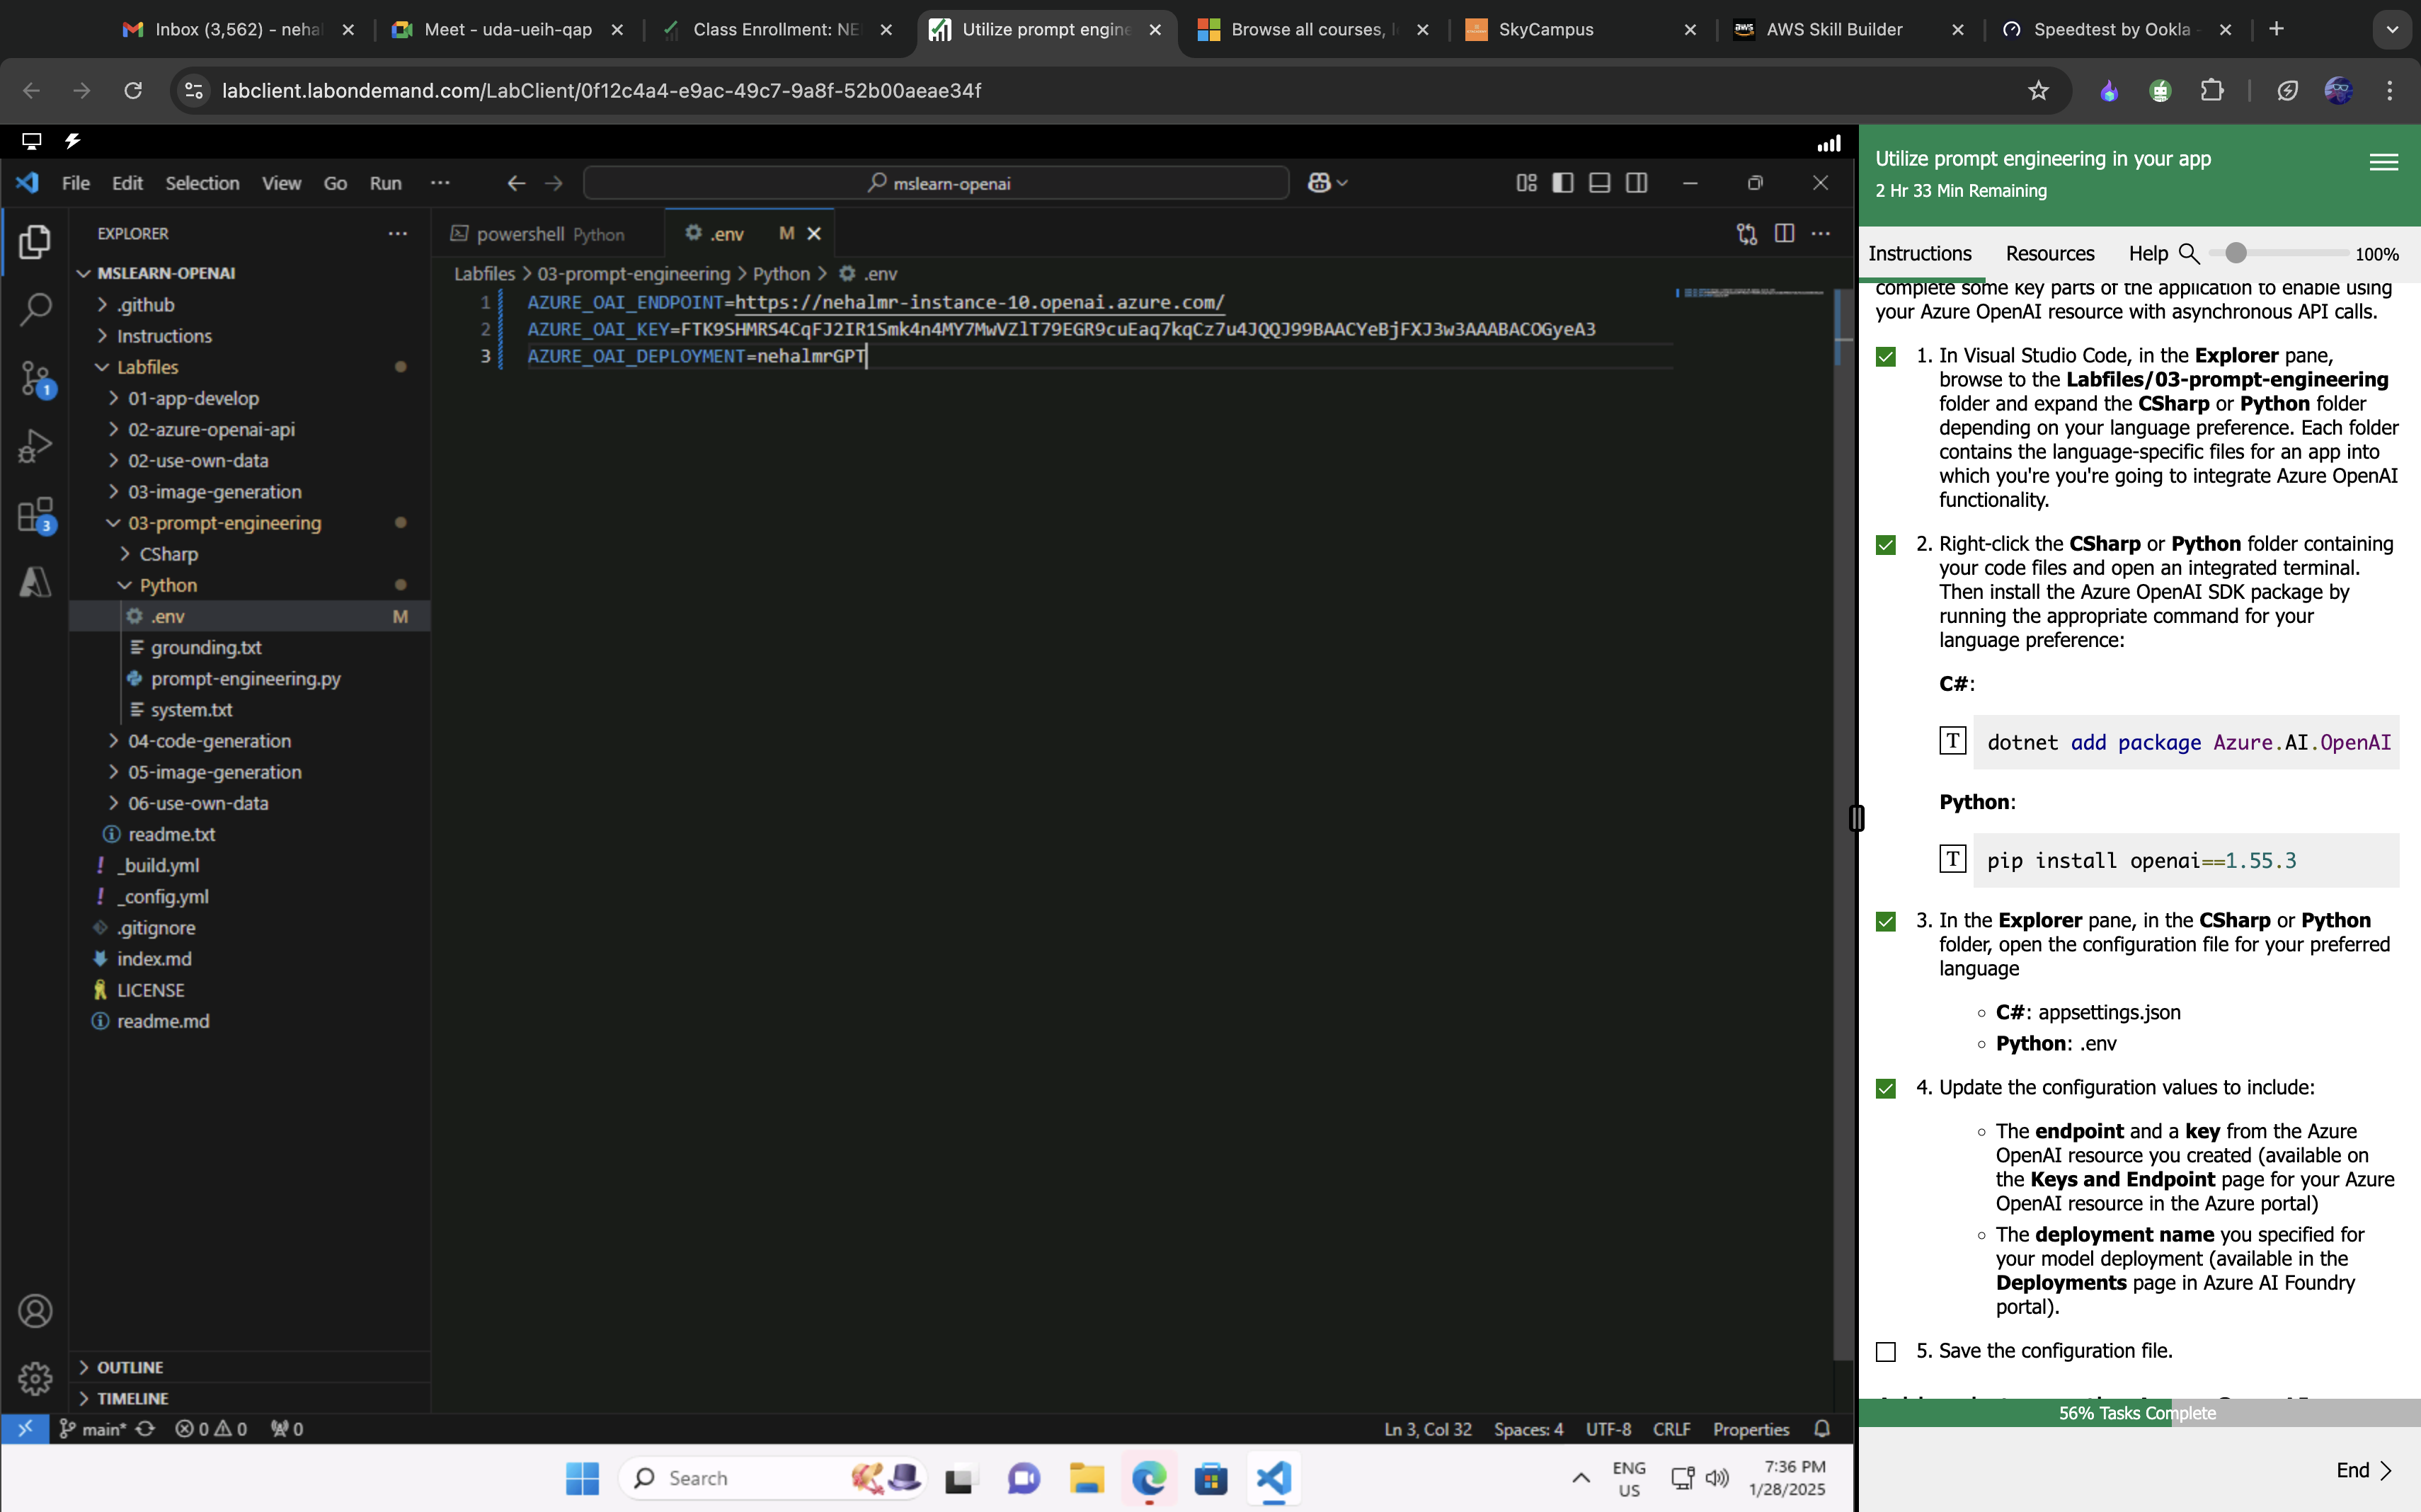 Inbox (3,562) - neha
Meet - uda-ueih-qap
Class Enrollment: NE
Utilize prompt engine
Browse all courses, l
SkyCampus
AWS Skill Builder
Speedtest by Ookla -
labclient.labondemand.com/LabClient/0f12c4a4-e9ac-49c7-9a8f-52b00aeae34f
File Edit Selection View Go Run
mslearn-openai
EXPLORER
MSLEARN-OPENAI
.github
Instructions
Labfiles
01-app-develop
02-azure-openai-api
02-use-own-data
03-image-generation
03-prompt-engineering
CSharp
Python
.env M
grounding.txt
prompt-engineering.py
system.txt
04-code-generation
05-image-generation
06-use-own-data
readme.txt
! _build.yml
! _config.yml
.gitignore
index.md
LICENSE
readme.md
OUTLINE
TIMELINE
1
3
powershell Python
.env M
Labfiles > 03-prompt-engineering > Python > .env
1 AZURE_OAI_ENDPOINT=https://nehalmr-instance-10.openai.azure.com/
2 AZURE_OAI_KEY=FTK9SHMRS4CqFJ2IR1Smk4n4MY7MwVZlT79EGR9cuEaq7kqCz7u4JQQJ99BAACYeBjFXJ3w3AAABACOGyeA3
3 AZURE_OAI_DEPLOYMENT=nehalmrGPT
main* 0 0 0
Ln 3, Col 32 Spaces: 4 UTF-8 CRLF Properties
Search
ENG
US
7:36 PM
1/28/2025
Utilize prompt engineering in your app
2 Hr 33 Min Remaining
Instructions Resources Help 100%
complete some key parts of the application to enable using
your Azure OpenAI resource with asynchronous API calls.
1. In Visual Studio Code, in the Explorer pane,
browse to the Labfiles/03-prompt-engineering
folder and expand the CSharp or Python folder
depending on your language preference. Each folder
contains the language-specific files for an app into
which you're you're going to integrate Azure OpenAI
functionality.
2. Right-click the CSharp or Python folder containing
your code files and open an integrated terminal.
Then install the Azure OpenAI SDK package by
running the appropriate command for your
language preference:
C#:
T dotnet add package Azure.AI.OpenAI
Python:
T pip install openai==1.55.3
3. In the Explorer pane, in the CSharp or Python
folder, open the configuration file for your preferred
language
C#: appsettings.json
Python: .env
4. Update the configuration values to include:
The endpoint and a key from the Azure
OpenAI resource you created (available on
the Keys and Endpoint page for your Azure
OpenAI resource in the Azure portal)
The deployment name you specified for
your model deployment (available in the
Deployments page in Azure AI Foundry
portal).
5. Save the configuration file.
56% Tasks Complete
End